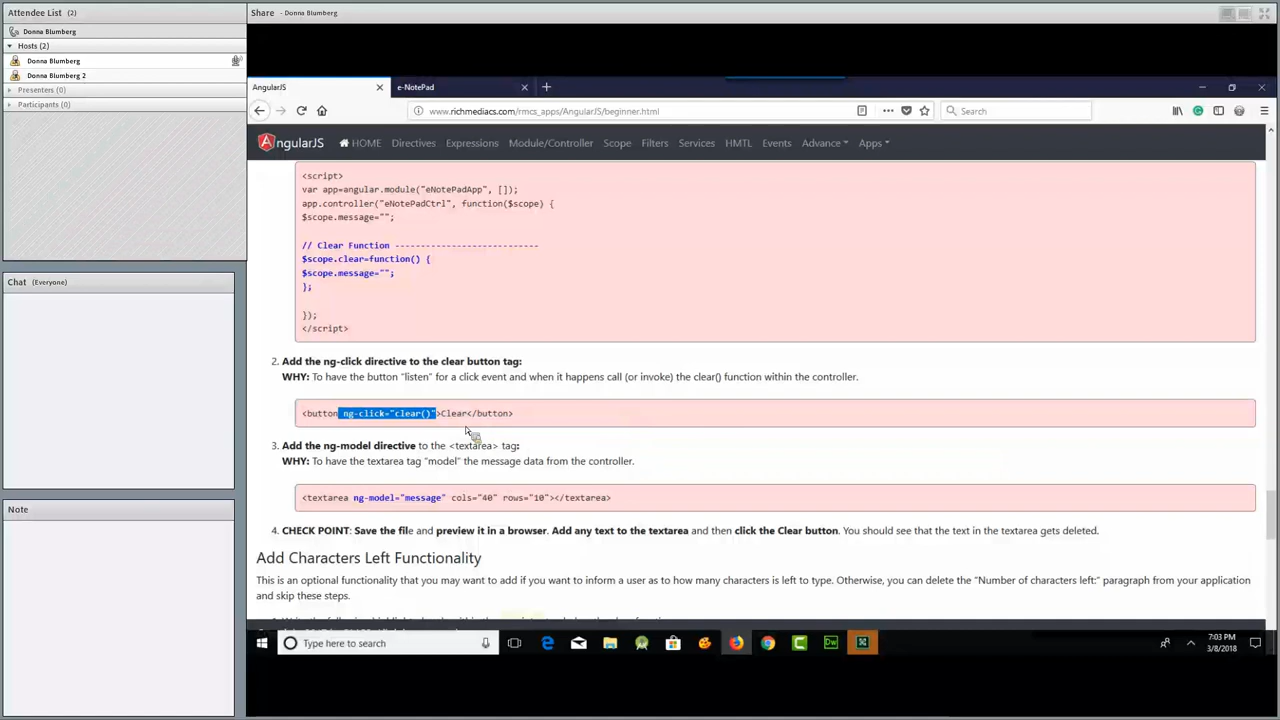 Attendee List (2)
Donna Blumberg
Hosts (2)
Donna Blumberg
Donna Blumberg 2
Presenters (0)
Participants (0)
Chat (Everyone)
Note
Share - Donna Blumberg
AngularJS
e-NotePad
www.richmediacs.com/rmcs_apps/AngularJS/beginner.html
Search
AngularJS HOME Directives Expressions Module/Controller Scope Filters Services HMTL Events Advance Apps
<script>
var app=angular.module("eNotePadApp", []);
app.controller("eNotePadCtrl", function($scope) {
$scope.message="";
// Clear Function ---------------------------
$scope.clear=function() {
$scope.message="";
};
});
</script>
2. Add the ng-click directive to the clear button tag:
WHY: To have the button "listen" for a click event and when it happens call (or invoke) the clear() function within the controller.
<button ng-click="clear()">Clear</button>
3. Add the ng-model directive to the <textarea> tag:
WHY: To have the textarea tag "model" the message data from the controller.
<textarea ng-model="message" cols="40" rows="10"></textarea>
4. CHECK POINT: Save the file and preview it in a browser. Add any text to the textarea and then click the Clear button. You should see that the text in the textarea gets deleted.
Add Characters Left Functionality
This is an optional functionality that you may want to add if you want to inform a user as to how many characters is left to type. Otherwise, you can delete the "Number of characters left:" paragraph from your application
and skip these steps.
Type here to search
7:03 PM
3/8/2018